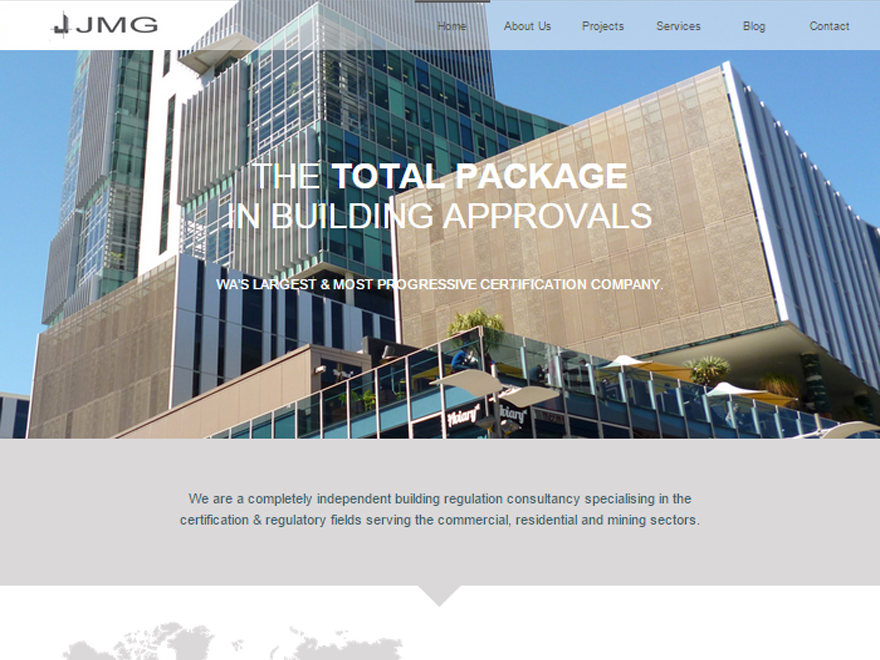 JMG
Home About Us Projects Services Blog Contact
THE TOTAL PACKAGE
IN BUILDING APPROVALS
WA'S LARGEST & MOST PROGRESSIVE CERTIFICATION COMPANY.
We are a completely independent building regulation consultancy specialising in the
certification & regulatory fields serving the commercial, residential and mining sectors.